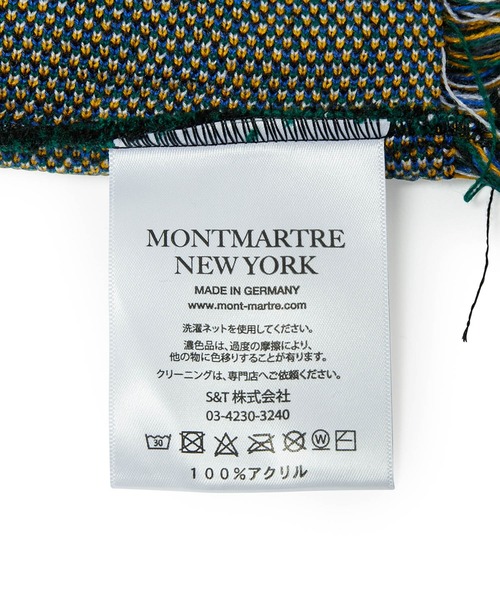 MONTMARTRE
NEW YORK
MADE IN GERMANY
www.mont-martre.com
洗濯ネットを使用してください。
濃色品は、過度の摩擦により、
他の物に色移りすることが有ります。
クリーニングは、専門店へご依頼ください。
S&T 株式会社
03-4230-3240
30 W
100%アクリル